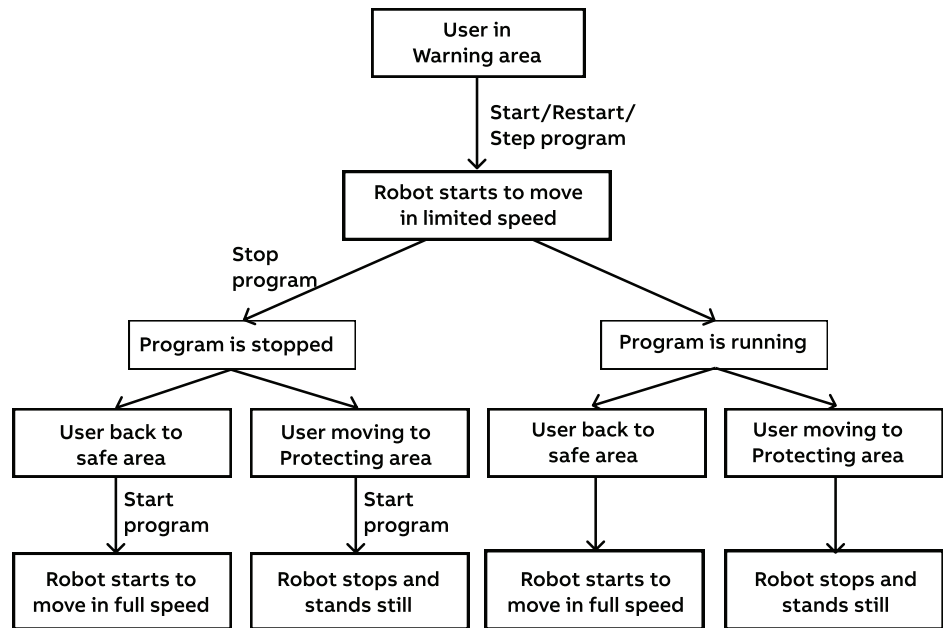 User in
Warning area
Start/Restart/
Step program
Robot starts to move
in limited speed
Stop
program
Program is stopped
Program is running
User back to
safe area
User moving to
Protecting area
User back to
safe area
User moving to
Protecting area
Start
program
Start
program
Robot starts to
move in full speed
Robot stops and
stands still
Robot starts to
move in full speed
Robot stops and
stands still